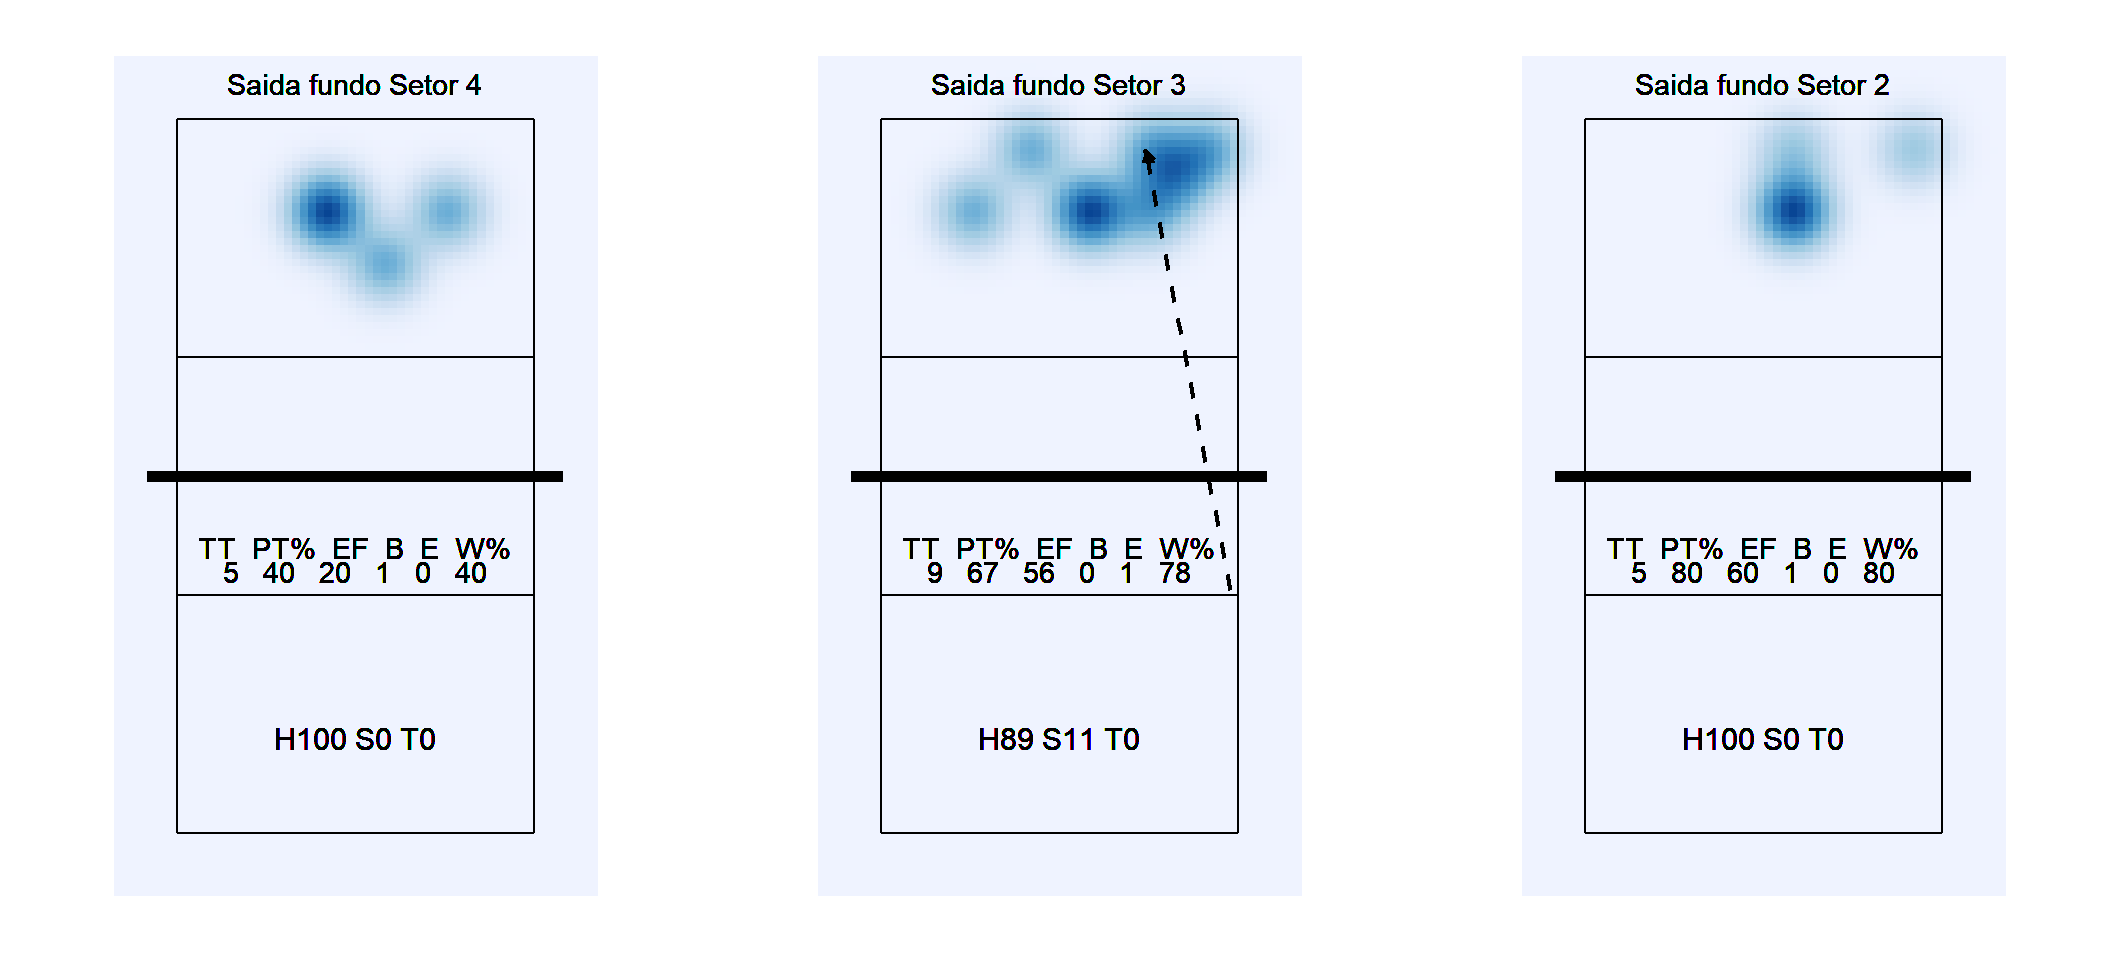 Saida fundo Setor 4
TT PT% EF B E W%
5 40 20 1 0 40
H100 S0 T0
Saida fundo Setor 3
TT PT% EF B E W%
9 67 56 0 1 78
H89 S11 T0
Saida fundo Setor 2
TT PT% EF B E W%
5 80 60 1 0 80
H100 S0 T0